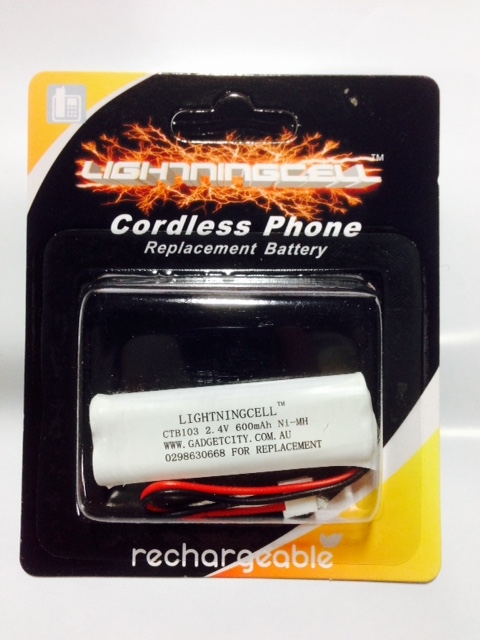 LIGHTNINGCELL™
Cordless Phone
Replacement Battery
LIGHTNINGCELL™
CTB103 2.4V 600mAh Ni-MH
WWW.GADGETCITY.COM.AU
0298630668 FOR REPLACEMENT
rechargeable